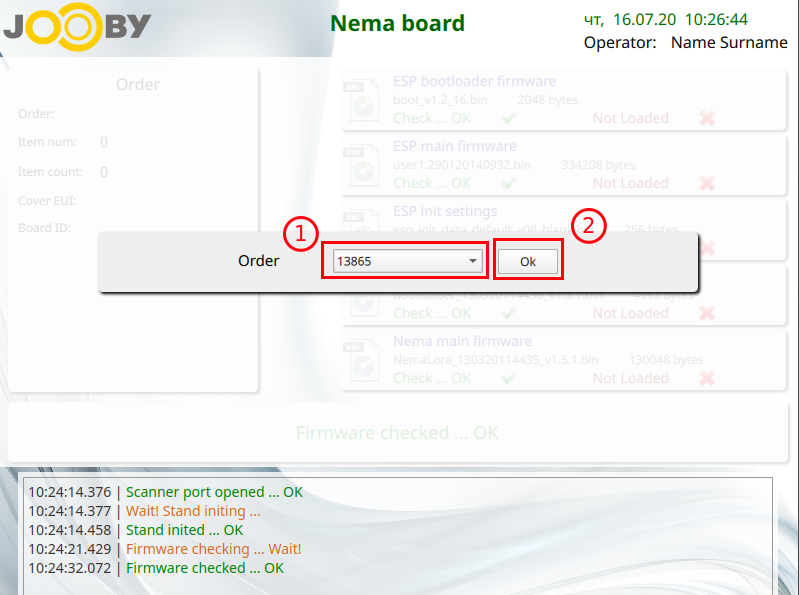 JOOBY
Nema board
чт, 16.07.20 10:26:44
Operator: Name Surname
Order
Order:
Item num: 0
Item count: 0
Cover EUI:
Board ID:
ESP bootloader firmware
boot_v1.2_16.bin 2048 bytes
Check ... OK Not Loaded
ESP main firmware
user1.290120140932.bin 334208 bytes
Check ... OK Not Loaded
ESP init settings
256 bytes
1
2
Order 13865 Ok
Check ... OK Not Loaded
Nema main firmware
NemaLora_130320114435_v1.5.1.bin 130048 bytes
Check ... OK Not Loaded
Firmware checked ... OK
10:24:14.376 | Scanner port opened ... OK
10:24:14.377 | Wait! Stand initing ...
10:24:14.458 | Stand inited ... OK
10:24:21.429 | Firmware checking ... Wait!
10:24:32.072 | Firmware checked ... OK